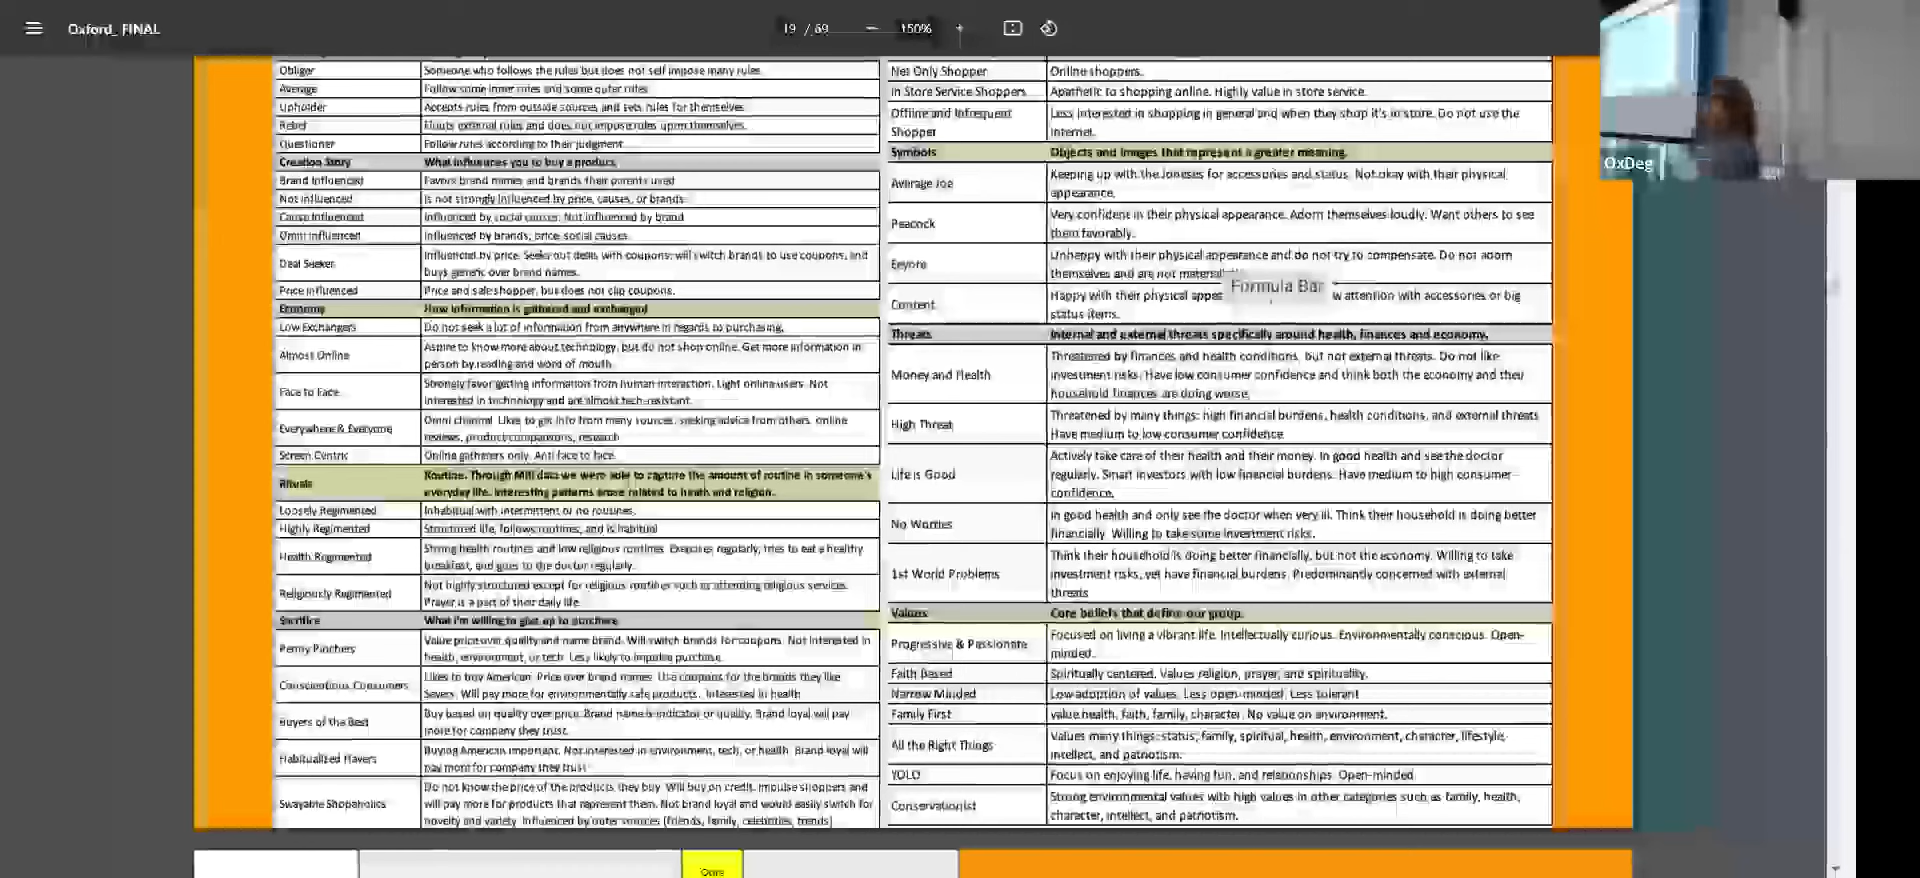 Oxford_ FINAL
19 / 69
150%
OxDeg
Obliger
Someone who follows the rules but does not self impose many rules.
Average
Follow some inner rules and some outer rules
Upholder
Accepts rules from outside sources and sets rules for themselves.
Rebel
Flouts external rules and does not impose rules upon themselves.
Questioner
Follow rules according to their judgment
Creation Story
What influences you to buy a product.
Brand Influenced
Favors brand names and brands their parents used
Not Influenced
Is not strongly influenced by price, causes, or brands.
Cause Influenced
Influenced by social causes. Not influenced by brand
Omni Influenced
Influenced by brands, price, social causes.
Deal Seeker
Influenced by price. Seeks out deals with coupons, will switch brands to use coupons, and
buys generic over brand names.
Price Influenced
Price and sale shopper, but does not clip coupons.
Economy
How information is gathered and exchanged
Low Exchangers
Do not seek a lot of information from anywhere in regards to purchasing.
Almost Online
Aspire to know more about technology, but do not shop online. Get more information in
person by reading and word of mouth
Face to Face
Strongly favor getting information from human interaction. Light online users. Not
interested in technology and are almost tech-resistant.
Everywhere & Everyone
Omni channel. Likes to get info from many sources, seeking advice from others, online
reviews, product comparisons, research
Screen Centric
Online gatherers only. Anti face to face.
Rituals
Routine. Through MRI data we were able to capture the amount of routine in someone's
everyday life. Interesting patterns arose related to health and religion.
Loosely Regimented
Inhabitual with intermittent or no routines.
Highly Regimented
Structured life, follows routines, and is habitual
Health Regimented
Strong health routines and low religious routines. Exercises regularly, tries to eat a healthy
breakfast, and goes to the doctor regularly.
Religiously Regimented
Not highly structured except for religious routines such as attending religious services.
Prayer is a part of their daily life
Sacrifice
What I'm willing to give up to purchase
Penny Pinchers
Value price over quality and name brand. Will switch brands for coupons. Not Interested in
health, environment, or tech. Less likely to impulse purchase.
Conscientious Consumers
Likes to buy American. Price over brand names. Use coupons for the brands they like
Savers. Will pay more for environmentally safe products. Interested in health
Buyers of the Best
Buy based on quality over price. Brand name is indicator of quality. Brand loyal will pay
more for company they trust.
Habitualized Havers
Buying American important. Not interested in environment, tech, or health. Brand loyal will
pay more for company they trust
Swayable Shopaholics
Do not know the price of the products they buy. Will buy on credit. Impulse shoppers and
will pay more for products that represent them. Not brand loyal and would easily switch for
novelty and variety. Influenced by outer sources (friends, family, celebrities, trends)
Net Only Shopper
Online shoppers.
In Store Service Shoppers
Apathetic to shopping online. Highly value in store service.
Offline and Infrequent
Shopper
Less interested in shopping in general and when they shop it's in store. Do not use the
internet.
Symbols
Objects and images that represent a greater meaning.
Average Joe
Keeping up with the Joneses for accessories and status. Not okay with their physical
appearance.
Peacock
Very confident in their physical appearance. Adorn themselves loudly. Want others to see
them favorably.
Eeyore
Unhappy with their physical appearance and do not try to compensate. Do not adorn
themselves and are not material
Formula Bar
Content
Happy with their physical appe w attention with accessories or big
status items.
Threats
Internal and external threats specifically around health, finances and economy.
Money and Health
Threatened by finances and health conditions, but not external threats. Do not like
investment risks. Have low consumer confidence and think both the economy and their
household finances are doing worse.
High Threat
Threatened by many things: high financial burdens, health conditions, and external threats
Have medium to low consumer confidence
Life is Good
Actively take care of their health and their money. In good health and see the doctor
regularly. Smart investors with low financial burdens. Have medium to high consumer
confidence.
No Worries
In good health and only see the doctor when very ill. Think their household is doing better
financially. Willing to take some investment risks.
1st World Problems
Think their household is doing better financially, but not the economy. Willing to take
investment risks, yet have financial burdens. Predominantly concerned with external
threats
Values
Core beliefs that define our group.
Progressive & Passionate
Focused on living a vibrant life. Intellectually curious. Environmentally conscious. Open-
minded.
Faith Based
Spiritually centered. Values religion, prayer, and spirituality.
Narrow Minded
Low adoption of values. Less open-minded. Less tolerant
Family First
value health, faith, family, character. No value on environment.
All the Right Things
Values many things: status, family, spiritual, health, environment, character, lifestyle,
intellect, and patriotism.
YOLO
Focus on enjoying life, having fun, and relationships. Open-minded
Conservationist
Strong environmental values with high values in other categories such as family, health,
character, intellect, and patriotism.